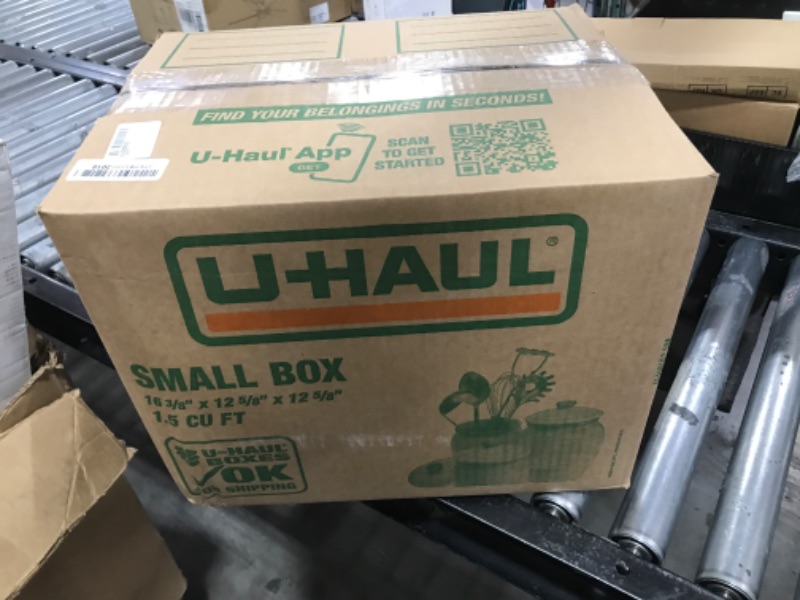 FIND YOUR BELONGINGS IN SECONDS!
U-Haul App
GET
SCAN
TO GET
STARTED
U-HAUL®
SMALL BOX
16 3/8" x 12 5/8" x 12 5/8"
1.5 CU FT
U-HAUL®
BOXES
OK
FOR SHIPPING